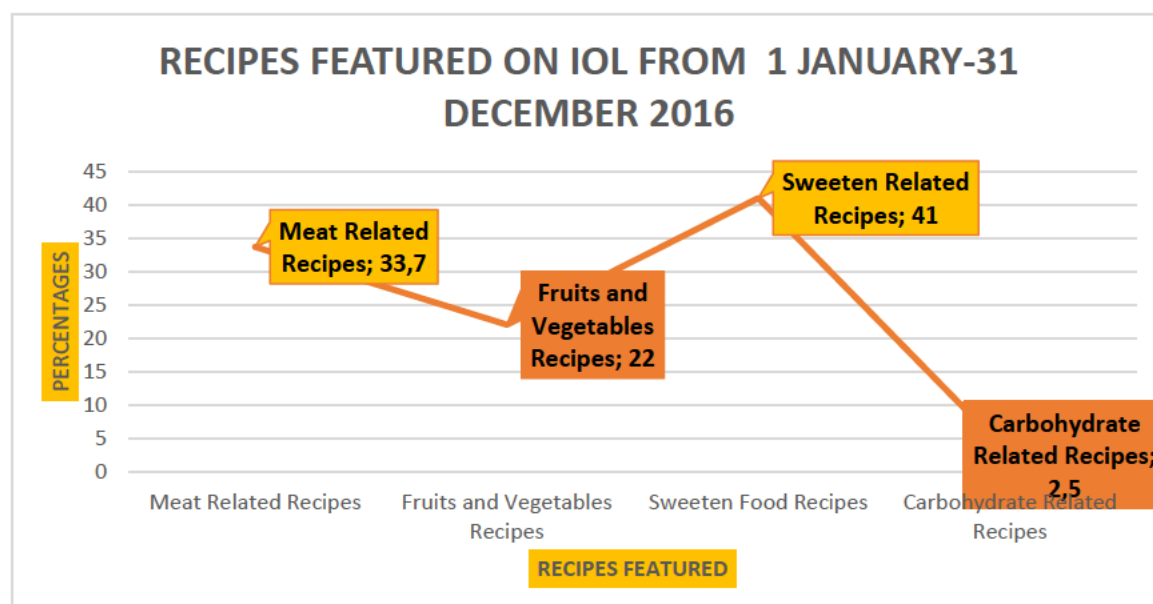 RECIPES FEATURED ON IOL FROM 1 JANUARY-31
DECEMBER 2016
PERCENTAGES
45
40
35
30
25
20
15
10
5
0
Meat Related
Recipes; 33,7
Fruits and
Vegetables
Recipes; 22
Sweeten Related
Recipes; 41
Carbohydrate
Related Recipes;
2,5
Meat Related Recipes
Fruits and Vegetables
Recipes
Sweeten Food Recipes
Carbohydrate Related
Recipes
RECIPES FEATURED